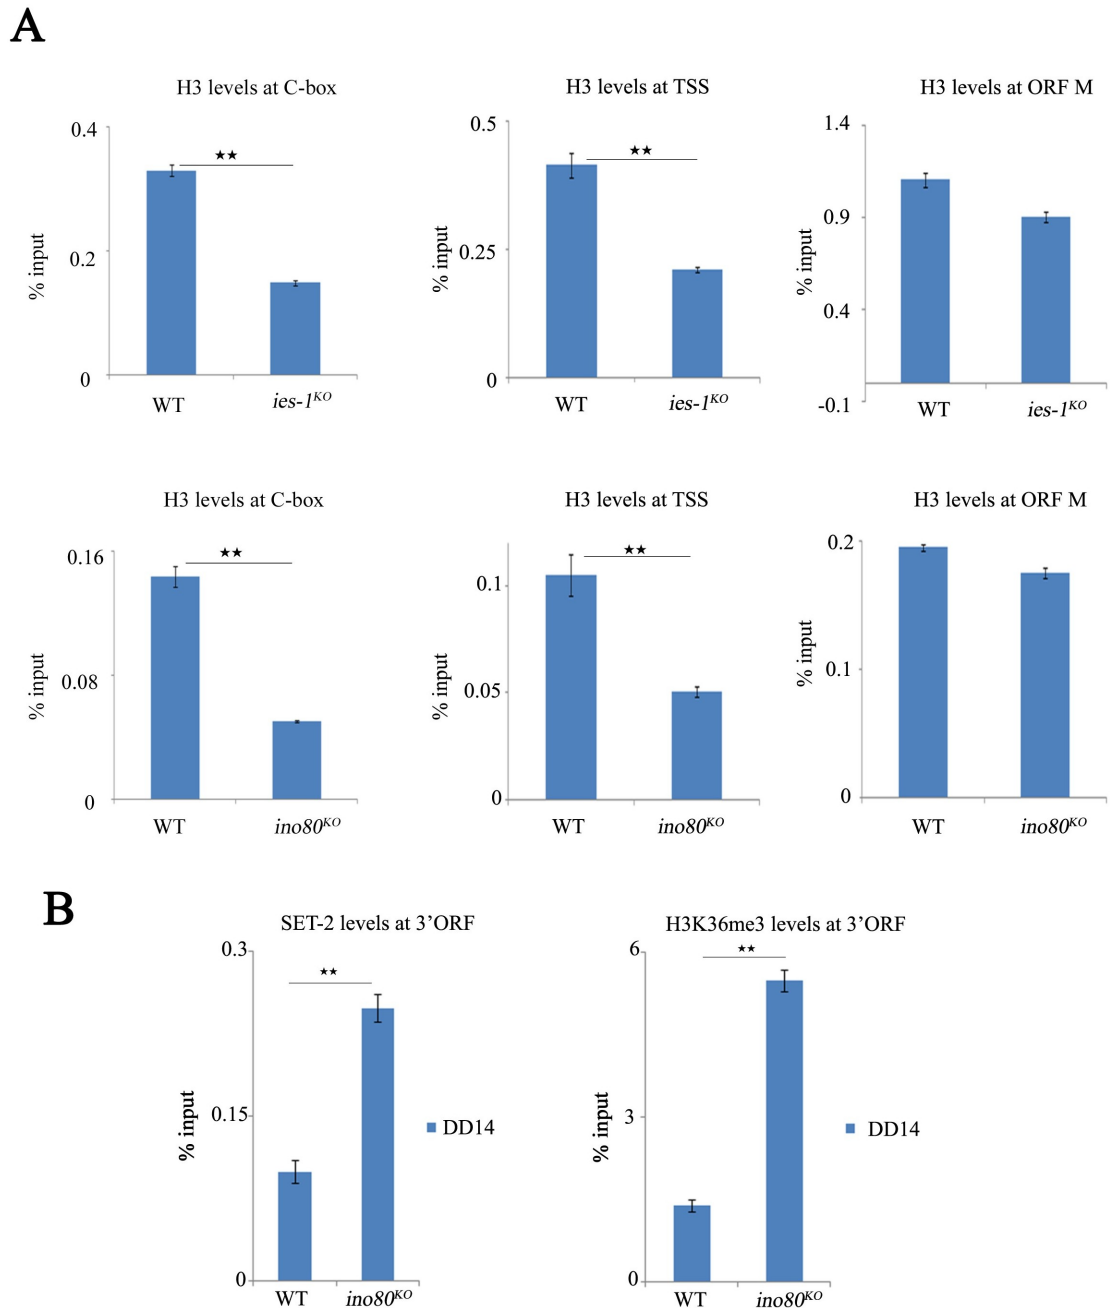 A
H3 levels at C-box
% input
0.4
0.2
0
★★
WT
ies-1KO
H3 levels at TSS
% input
0.5
0.25
0
★★
WT
ies-1KO
H3 levels at ORF M
% input
1.4
0.9
0.4
-0.1
WT
ies-1KO
H3 levels at C-box
% input
0.16
0.08
0
★★
WT
ino80KO
H3 levels at TSS
% input
0.1
0.05
0
★★
WT
ino80KO
H3 levels at ORF M
% input
0.2
0.1
0
WT
ino80KO
B
SET-2 levels at 3’ORF
% input
0.3
0.15
0
★★
WT
ino80KO
DD14
H3K36me3 levels at 3’ORF
% input
6
3
0
★★
WT
ino80KO
DD14